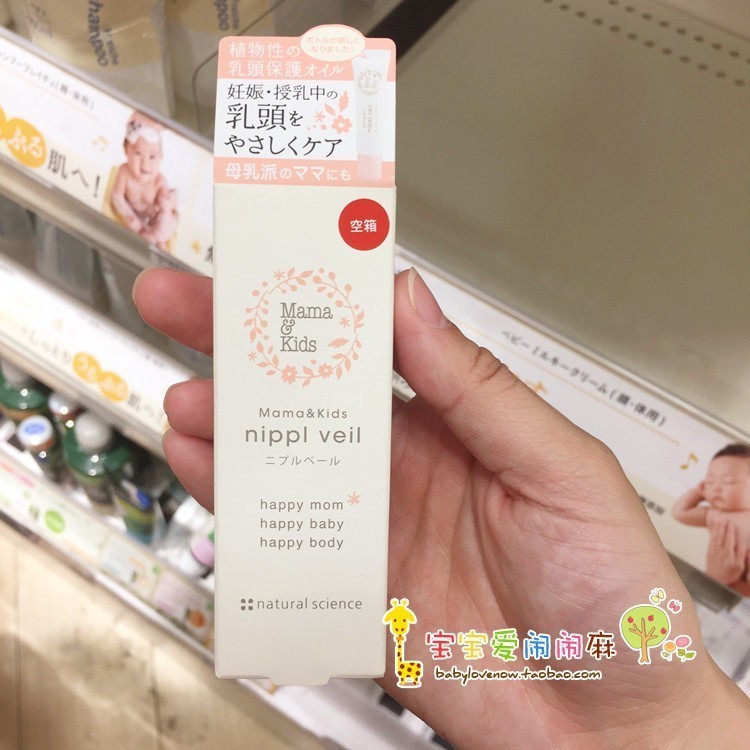 ボトルが新しく
なりました!
植物性の
乳頭保護オイル
妊娠・授乳中の
乳頭を
やさしくケア
母乳派のママにも
空箱
Mama
&
Kids
Mama&Kids
nippl veil
ニプルベール
happy mom
happy baby
happy body
natural science
肌へ!
宝宝爱闹闹麻
babylovenow.taobao.com